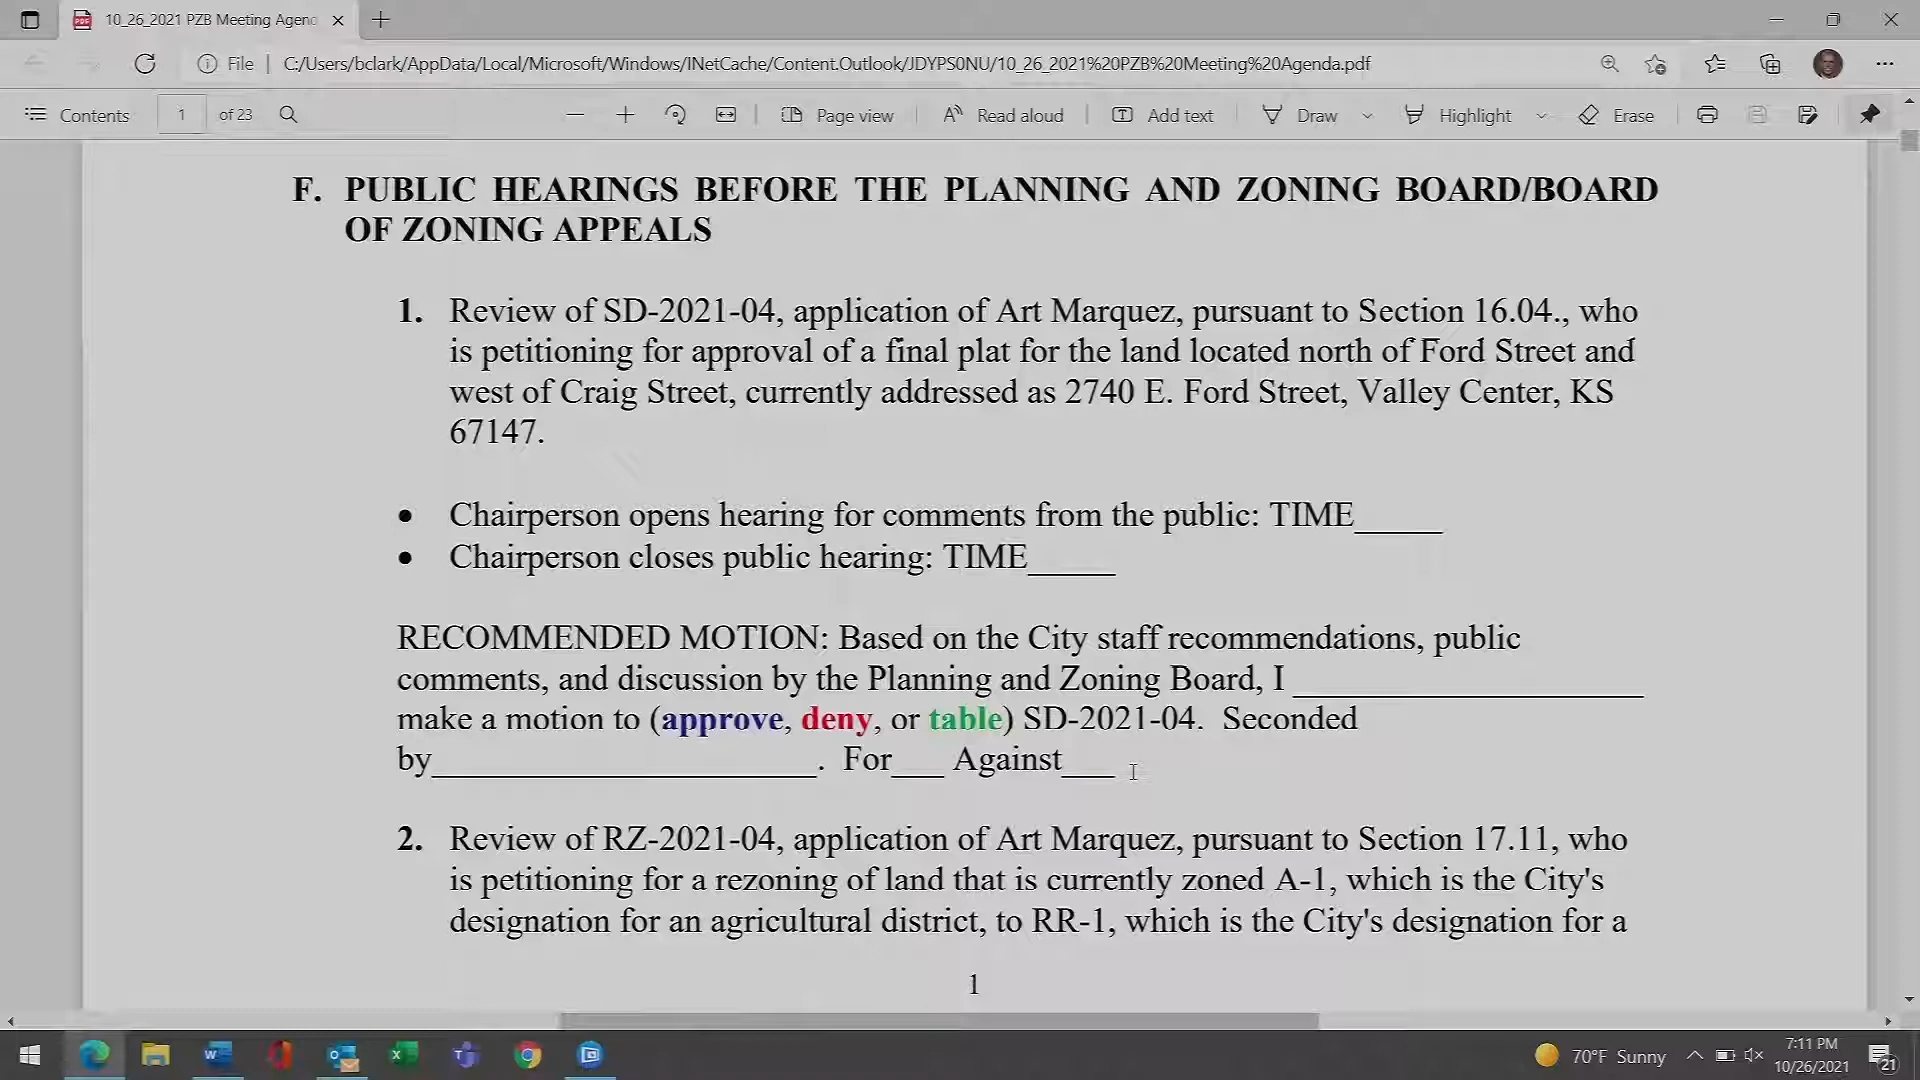 10_26_2021 PZB Meeting Agend
File
C:/Users/bclark/AppData/Local/Microsoft/Windows/INetCache/Content.Outlook/JDYPS0NU/10_26_2021%20PZB%20Meeting%20Agenda.pdf
Contents 1 of 23 Page view Read aloud Add text Draw Highlight Erase
F. PUBLIC HEARINGS BEFORE THE PLANNING AND ZONING BOARD/BOARD
OF ZONING APPEALS
1. Review of SD-2021-04, application of Art Marquez, pursuant to Section 16.04., who
is petitioning for approval of a final plat for the land located north of Ford Street and
west of Craig Street, currently addressed as 2740 E. Ford Street, Valley Center, KS
67147.
• Chairperson opens hearing for comments from the public: TIME_____
• Chairperson closes public hearing: TIME_____
RECOMMENDED MOTION: Based on the City staff recommendations, public
comments, and discussion by the Planning and Zoning Board, I ____________________
make a motion to (approve, deny, or table) SD-2021-04. Seconded
by______________________. For___ Against___
2. Review of RZ-2021-04, application of Art Marquez, pursuant to Section 17.11, who
is petitioning for a rezoning of land that is currently zoned A-1, which is the City's
designation for an agricultural district, to RR-1, which is the City's designation for a
1
70°F Sunny
7:11 PM
10/26/2021
21